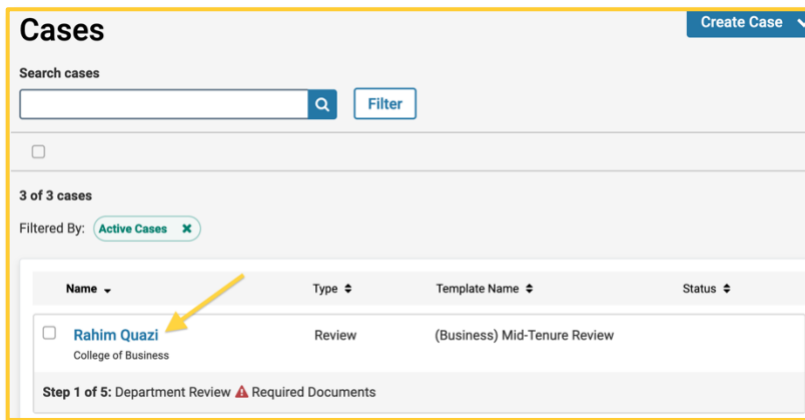 Cases
Create Case
Search cases
Filter
3 of 3 cases
Filtered By: Active Cases
Name Type Template Name Status
Rahim Quazi Review (Business) Mid-Tenure Review
College of Business
Step 1 of 5: Department Review Required Documents